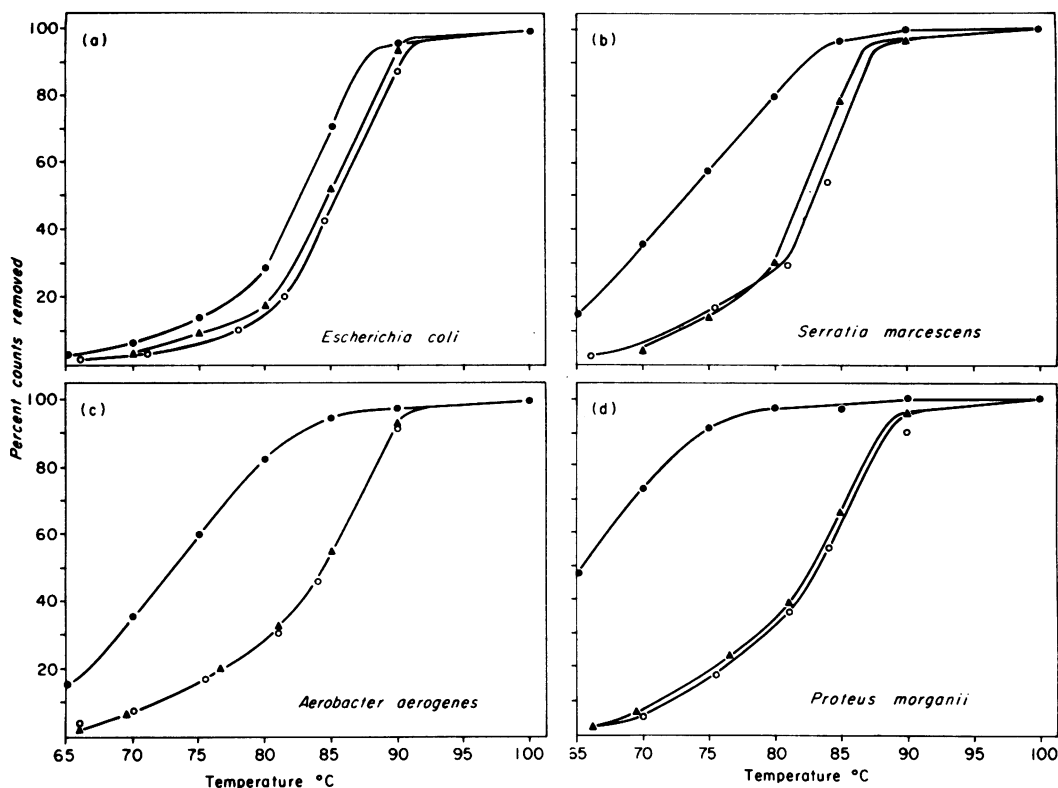 (a)
100
80
60
40
20
Escherichia coli
(b)
Serratia marcescens
Percent counts removed
(c)
100
80
60
40
20
Aerobacter aerogenes
65 70 75 80 85 90 95 100
Temperature °C
(d)
Proteus morganii
65 70 75 80 85 90 95 100
Temperature °C